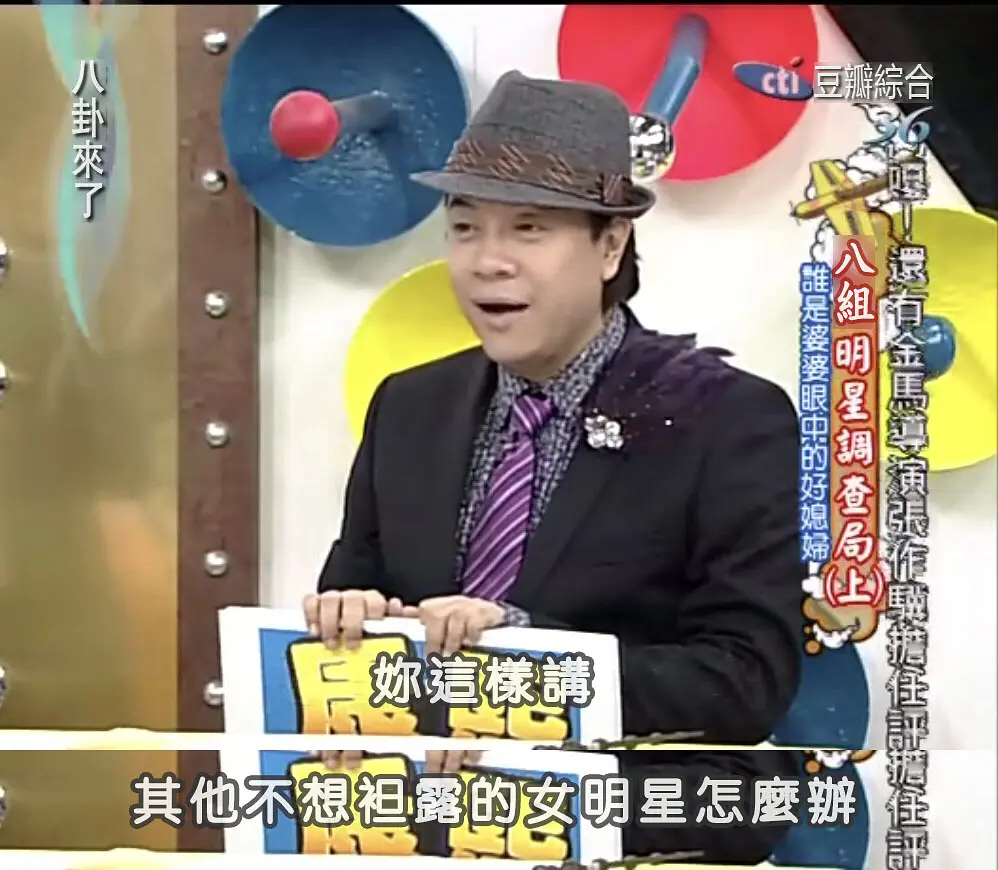 八卦來了
cti 豆瓣綜合
36
還有金馬導演張作驥擔任評擔任評
八組明星調查局(上)
誰是婆婆眼中的好媳婦
妳這樣講
其他不想袒露的女明星怎麼辦